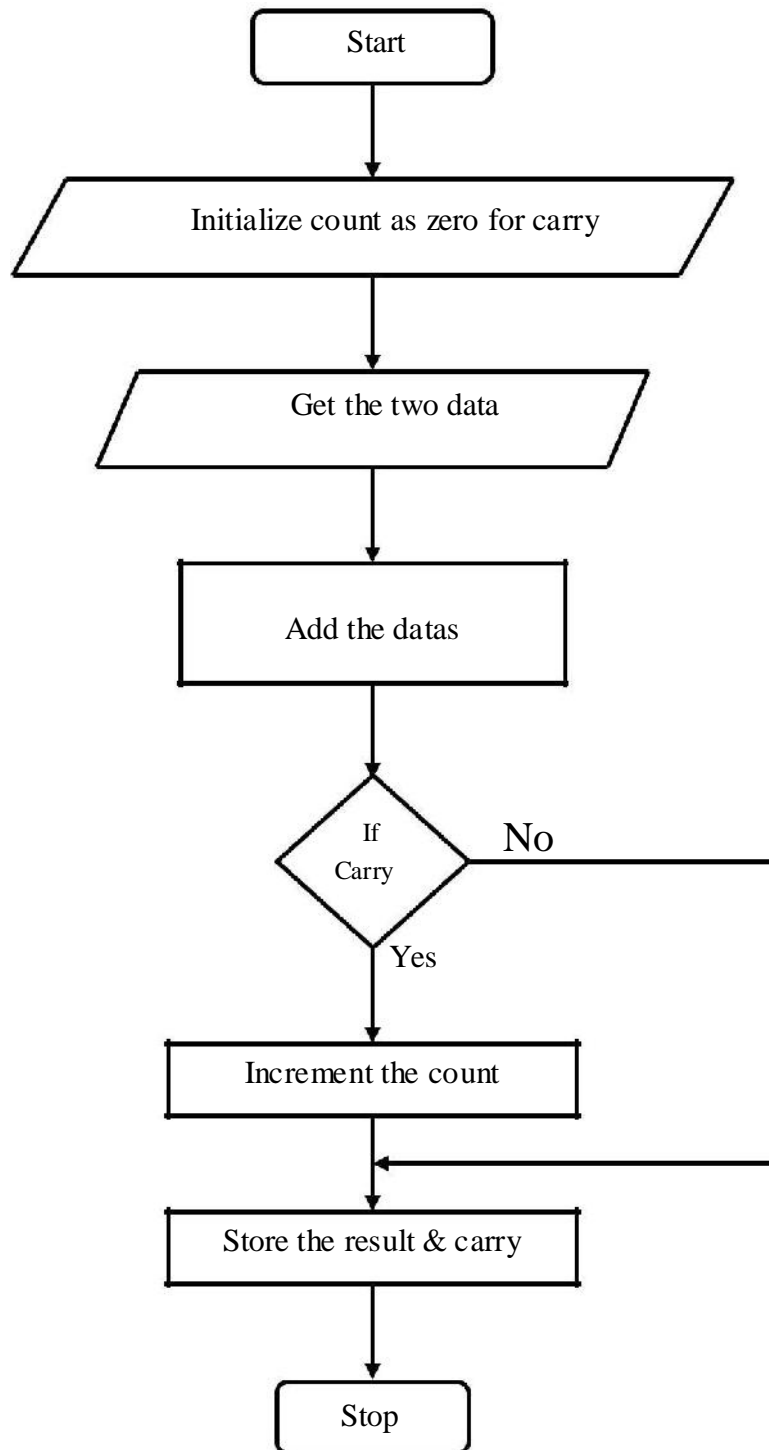 Start
Initialize count as zero for carry
Get the two data
Add the datas
If
Carry
No
Yes
Increment the count
Store the result & carry
Stop